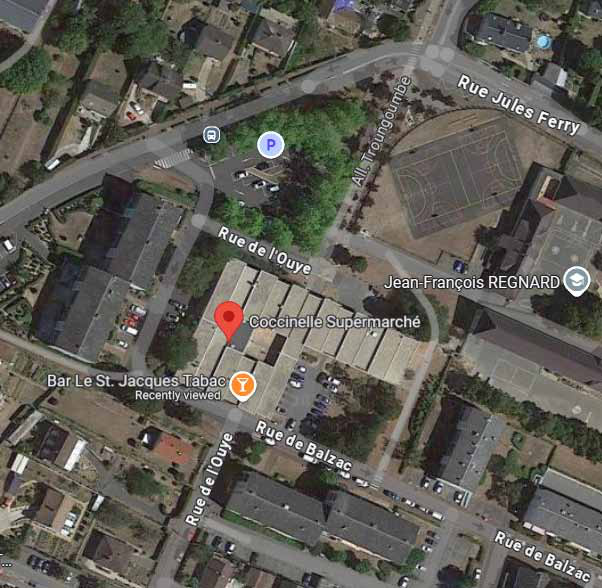 Rue Jules Ferry
All. Troungoumbe
P
Rue de l'Ouye
Jean-François REGNARD
Coccinelle Supermarché
Bar Le St. Jacques Tabac
Recently viewed
Rue de Balzac
Rue de l'Ouye
Rue de Balzac
...